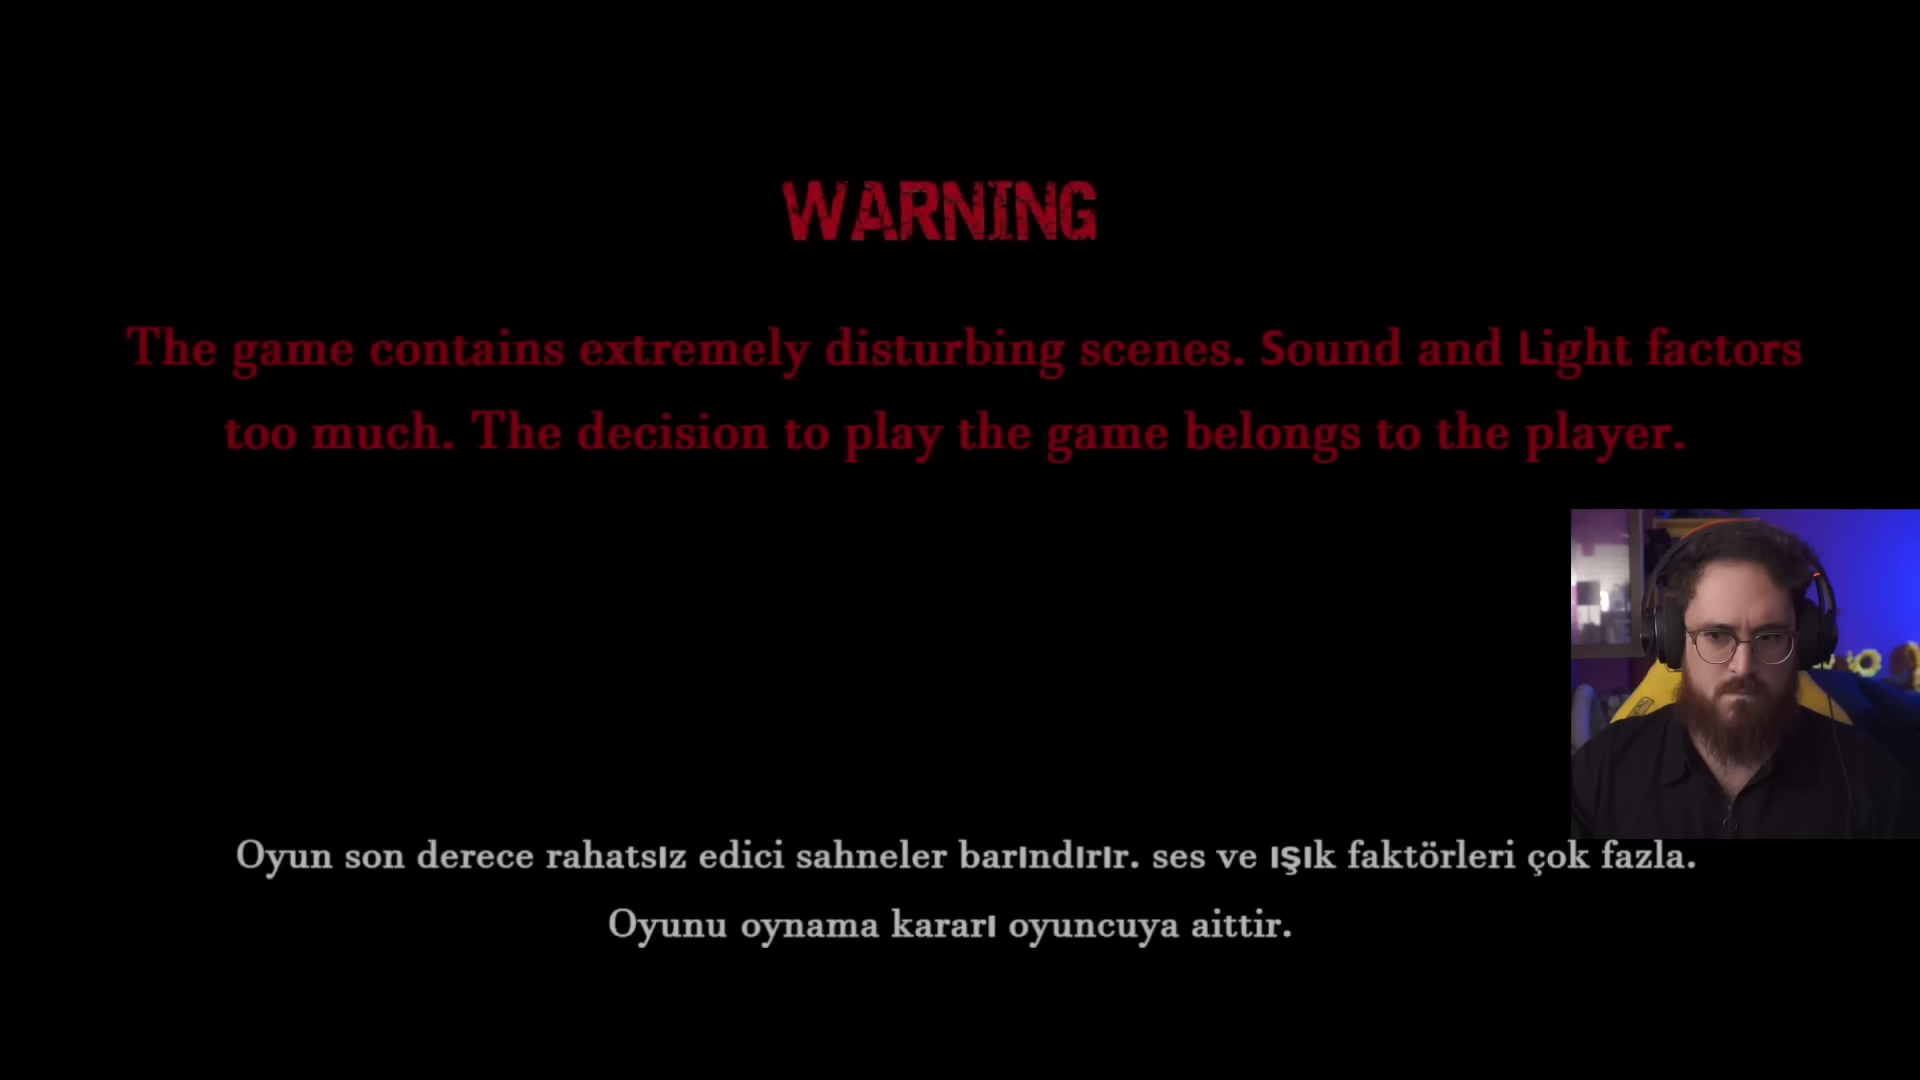 WARNING
The game contains extremely disturbing scenes. Sound and Light factors
too much. The decision to play the game belongs to the player.
Oyun son derece rahatsız edici sahneler barındırır. ses ve ışık faktörleri çok fazla.
Oyunu oynama kararı oyuncuya aittir.